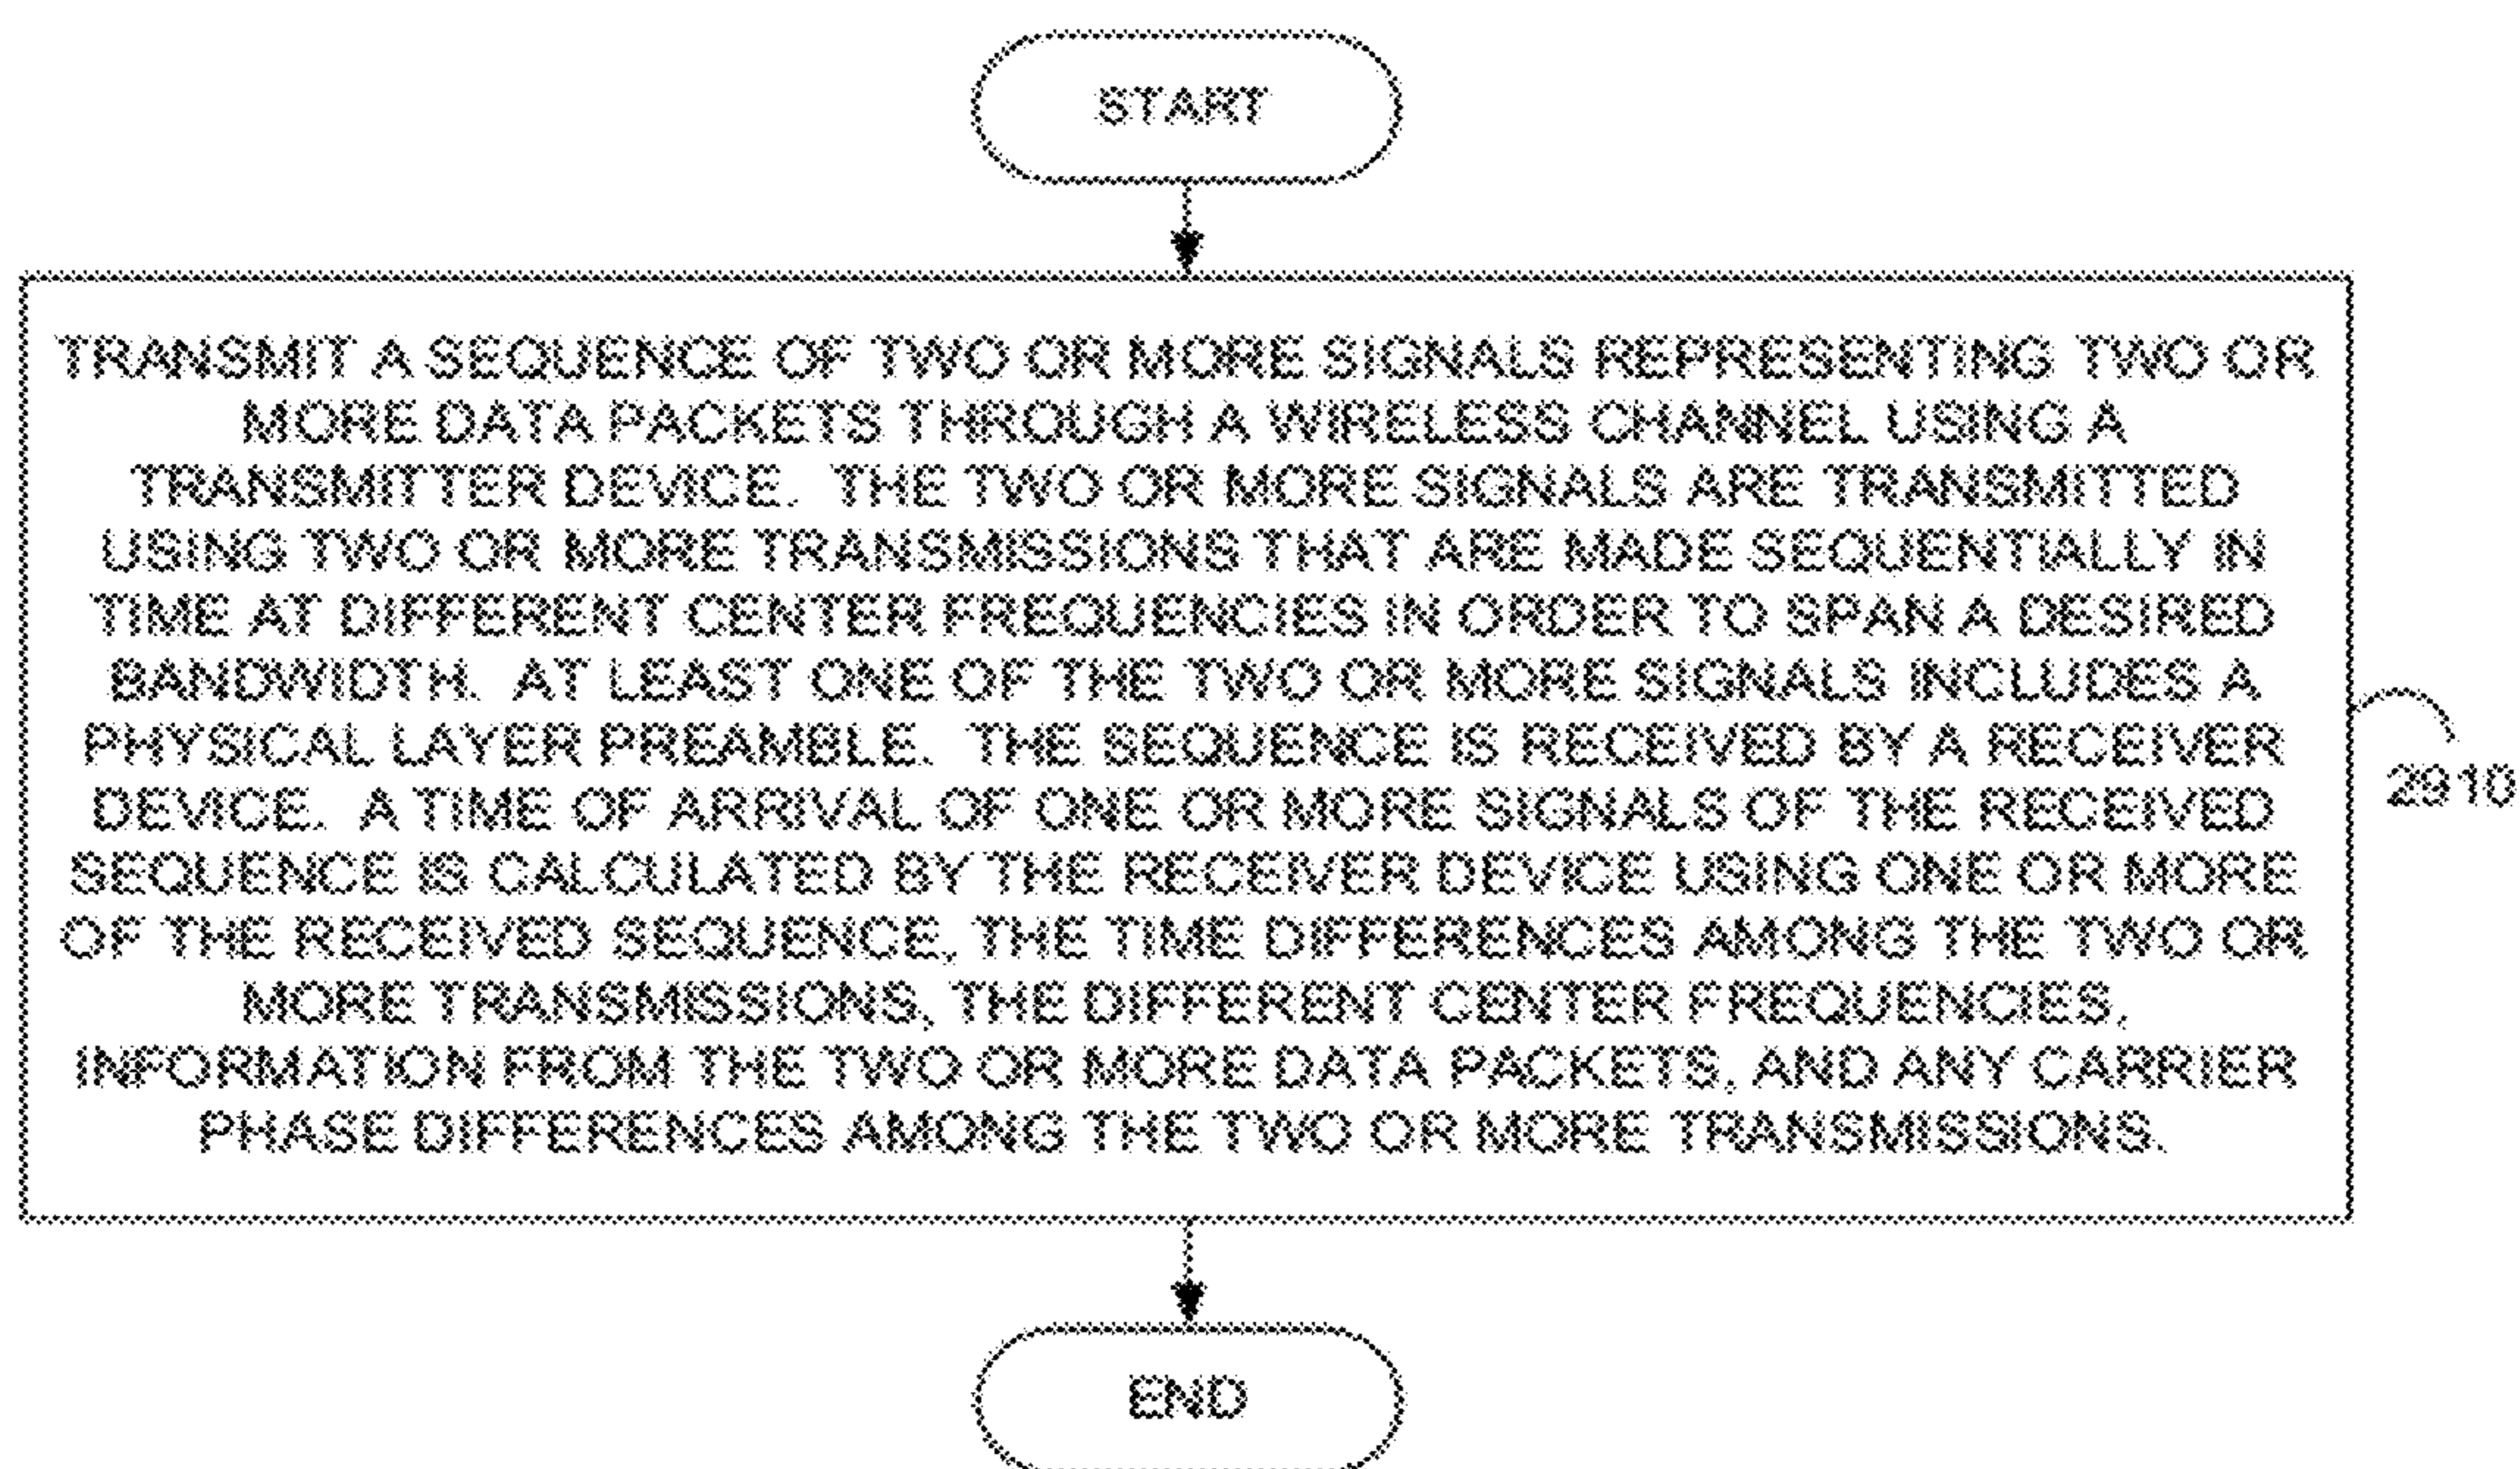 START
TRANSMIT A SEQUENCE OF TWO OR MORE SIGNALS REPRESENTING TWO OR
MORE DATA PACKETS THROUGH A WIRELESS CHANNEL USING A
TRANSMITTER DEVICE. THE TWO OR MORE SIGNALS ARE TRANSMITTED
USING TWO OR MORE TRANSMISSIONS THAT ARE MADE SEQUENTIALLY IN
TIME AT DIFFERENT CENTER FREQUENCIES IN ORDER TO SPAN A DESIRED
BANDWIDTH. AT LEAST ONE OF THE TWO OR MORE SIGNALS INCLUDES A
PHYSICAL LAYER PREAMBLE. THE SEQUENCE IS RECEIVED BY A RECEIVER
DEVICE. A TIME OF ARRIVAL OF ONE OR MORE SIGNALS OF THE RECEIVED
SEQUENCE IS CALCULATED BY THE RECEIVER DEVICE USING ONE OR MORE
OF THE RECEIVED SEQUENCE, THE TIME DIFFERENCES AMONG THE TWO OR
MORE TRANSMISSIONS, THE DIFFERENT CENTER FREQUENCIES,
INFORMATION FROM THE TWO OR MORE DATA PACKETS, AND ANY CARRIER
PHASE DIFFERENCES AMONG THE TWO OR MORE TRANSMISSIONS.
2910
END